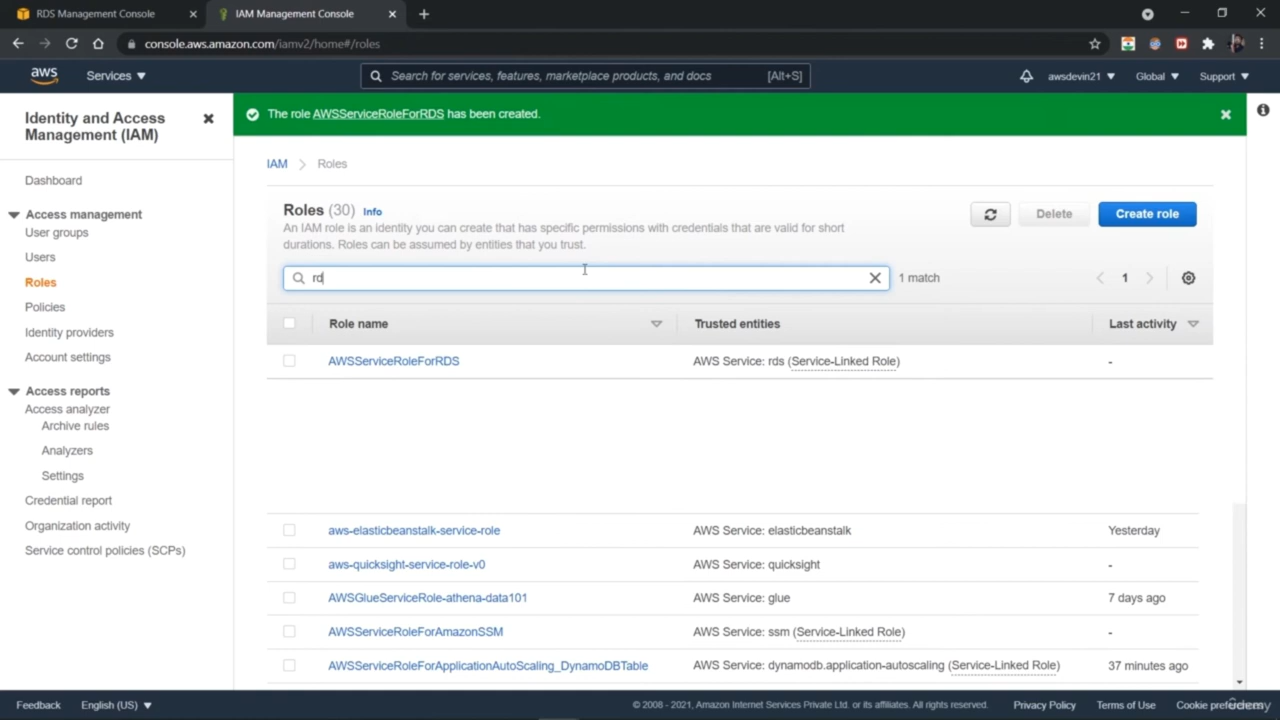 RDS Management Console
IAM Management Console
console.aws.amazon.com/iamv2/home#/roles
aws
Services
Search for services, features, marketplace products, and docs
[Alt+S]
awsdevin21
Global
Support
Identity and Access
Management (IAM)
Dashboard
Access management
User groups
Users
Roles
Policies
Identity providers
Account settings
Access reports
Access analyzer
Archive rules
Analyzers
Settings
Credential report
Organization activity
Service control policies (SCPs)
The role AWSServiceRoleForRDS has been created.
IAM > Roles
Roles (30) Info
An IAM role is an identity you can create that has specific permissions with credentials that are valid for short
durations. Roles can be assumed by entities that you trust.
Delete
Create role
rd
1 match
1
Role name
Trusted entities
Last activity
AWSServiceRoleForRDS
AWS Service: rds (Service-Linked Role)
-
aws-elasticbeanstalk-service-role
AWS Service: elasticbeanstalk
Yesterday
aws-quicksight-service-role-v0
AWS Service: quicksight
-
AWSGlueServiceRole-athena-data101
AWS Service: glue
7 days ago
AWSServiceRoleForAmazonSSM
AWS Service: ssm (Service-Linked Role)
-
AWSServiceRoleForApplicationAutoScaling_DynamoDBTable
AWS Service: dynamodb.application-autoscaling (Service-Linked Role)
37 minutes ago
Feedback
English (US)
© 2008 - 2021, Amazon Internet Services Private Ltd. or its affiliates. All rights reserved.
Privacy Policy
Terms of Use
Cookie preferences